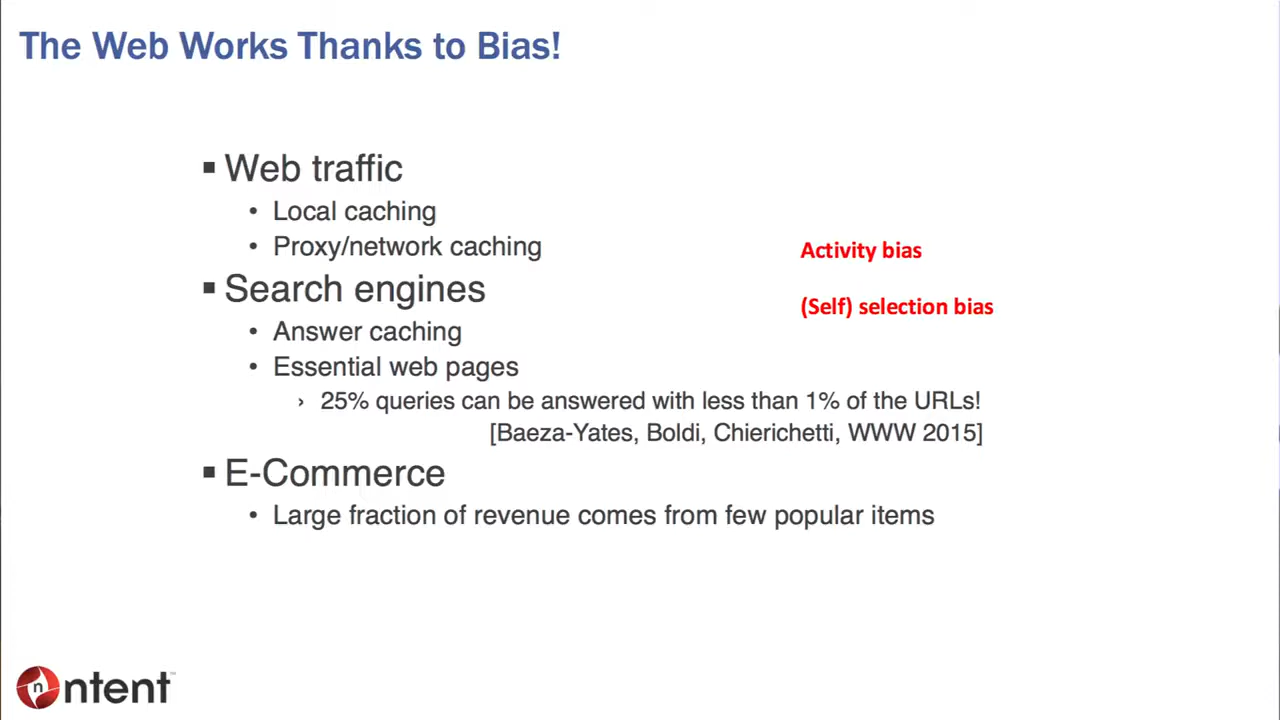 The Web Works Thanks to Bias!
▪ Web traffic
• Local caching
• Proxy/network caching
Activity bias
▪ Search engines
(Self) selection bias
• Answer caching
• Essential web pages
› 25% queries can be answered with less than 1% of the URLs!
[Baeza-Yates, Boldi, Chierichetti, WWW 2015]
▪ E-Commerce
• Large fraction of revenue comes from few popular items
ntent™